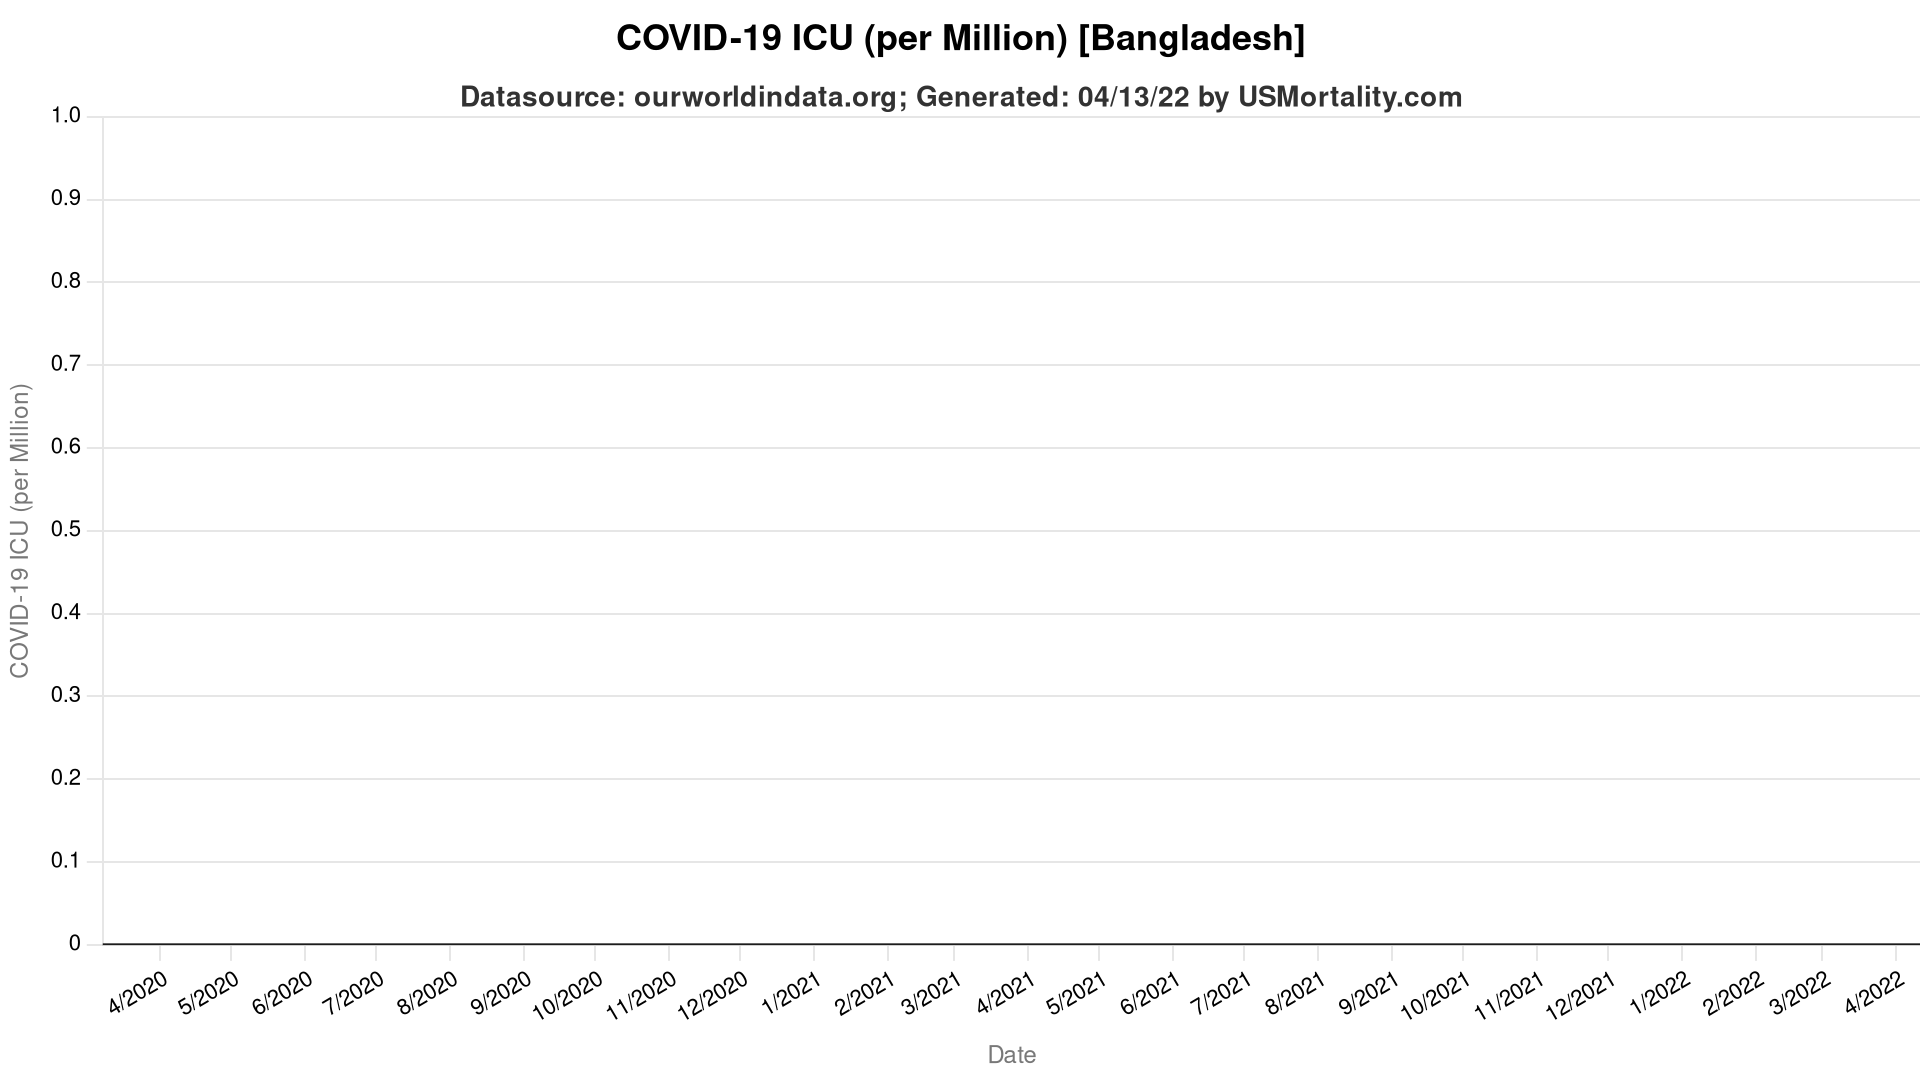 COVID-19 ICU (per Million) [Bangladesh]
Datasource: ourworldindata.org; Generated: 04/13/22 by USMortality.com
COVID-19 ICU (per Million)
1.0
0.9
0.8
0.7
0.6
0.5
0.4
0.3
0.2
0.1
0
4/2020 5/2020 6/2020 7/2020 8/2020 9/2020 10/2020 11/2020 12/2020 1/2021 2/2021 3/2021 4/2021 5/2021 6/2021 7/2021 8/2021 9/2021 10/2021 11/2021 12/2021 1/2022 2/2022 3/2022 4/2022
Date